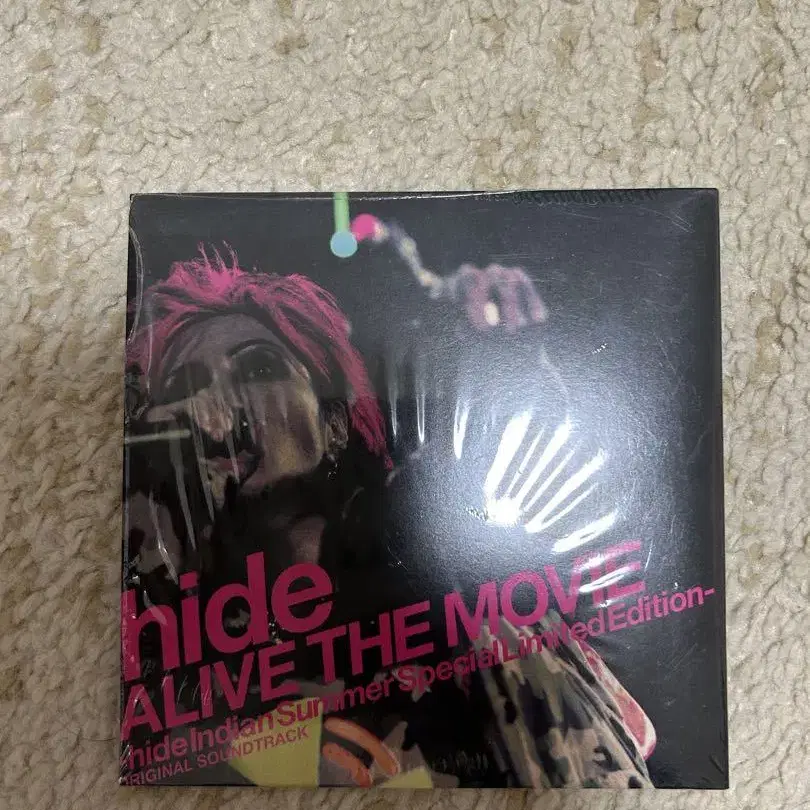 hide
ALIVE THE MOVIE
-hide Indian Summer Special Limited Edition-
ORIGINAL SOUNDTRACK